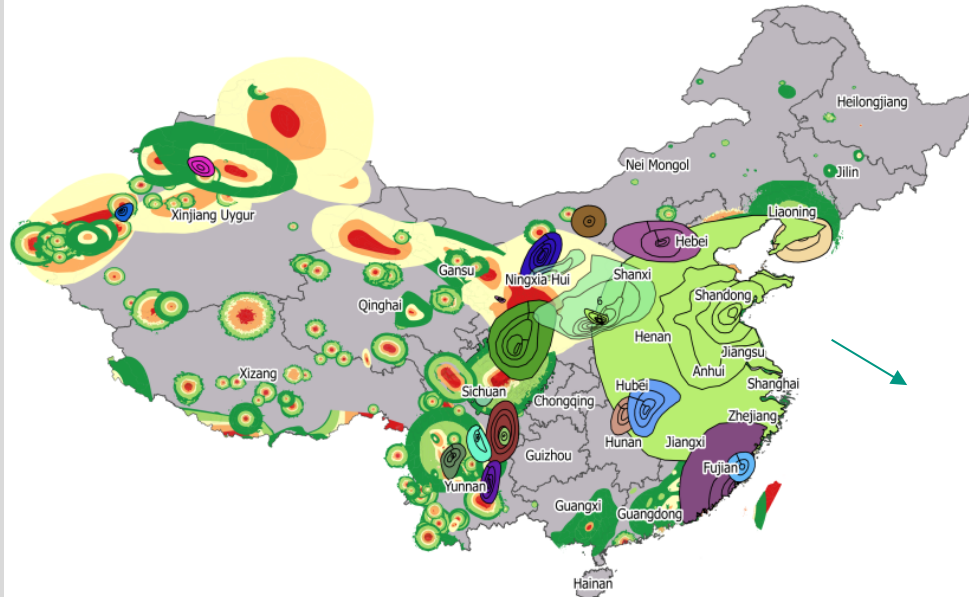 Heilongjiang
Nei Mongol
Jilin
Xinjiang Uygur
Liaoning
Hebei
Gansu
Ningxia Hui
Shanxi
Qinghai
Shandong
6
Henan
Jiangsu
Xizang
Anhui
Sichuan
Hubei
Shanghai
Chongqing
Zhejiang
Hunan
Jiangxi
Guizhou
Fujian
Yunnan
Guangxi
Guangdong
Hainan